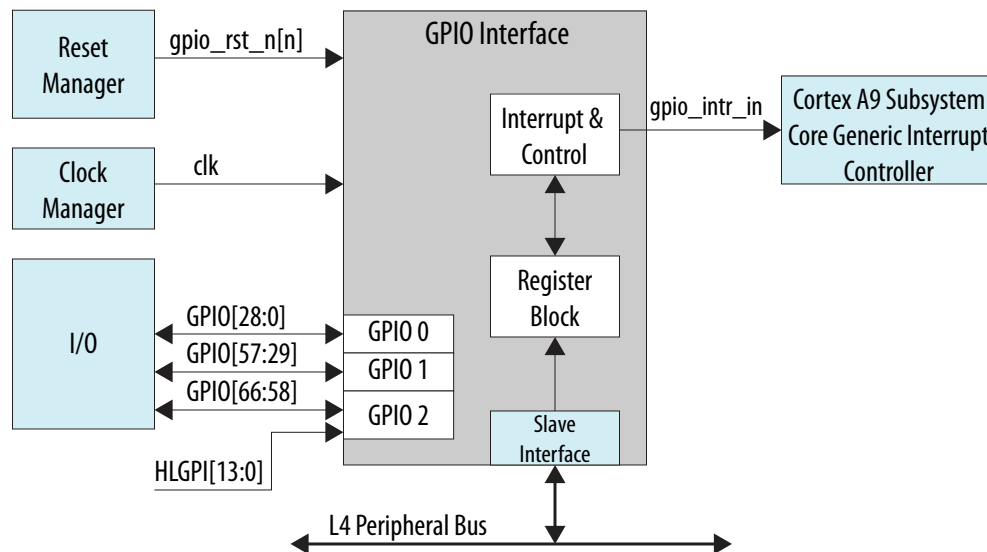 Reset
Manager
gpio_rst_n[n]
GPIO Interface
Interrupt &
Control
gpio_intr_in
Cortex A9 Subsystem
Core Generic Interrupt
Controller
Clock
Manager
clk
Register
Block
I/O
GPIO[28:0]
GPIO[57:29]
GPIO[66:58]
GPIO 0
GPIO 1
GPIO 2
Slave
Interface
HLGPI[13:0]
L4 Peripheral Bus